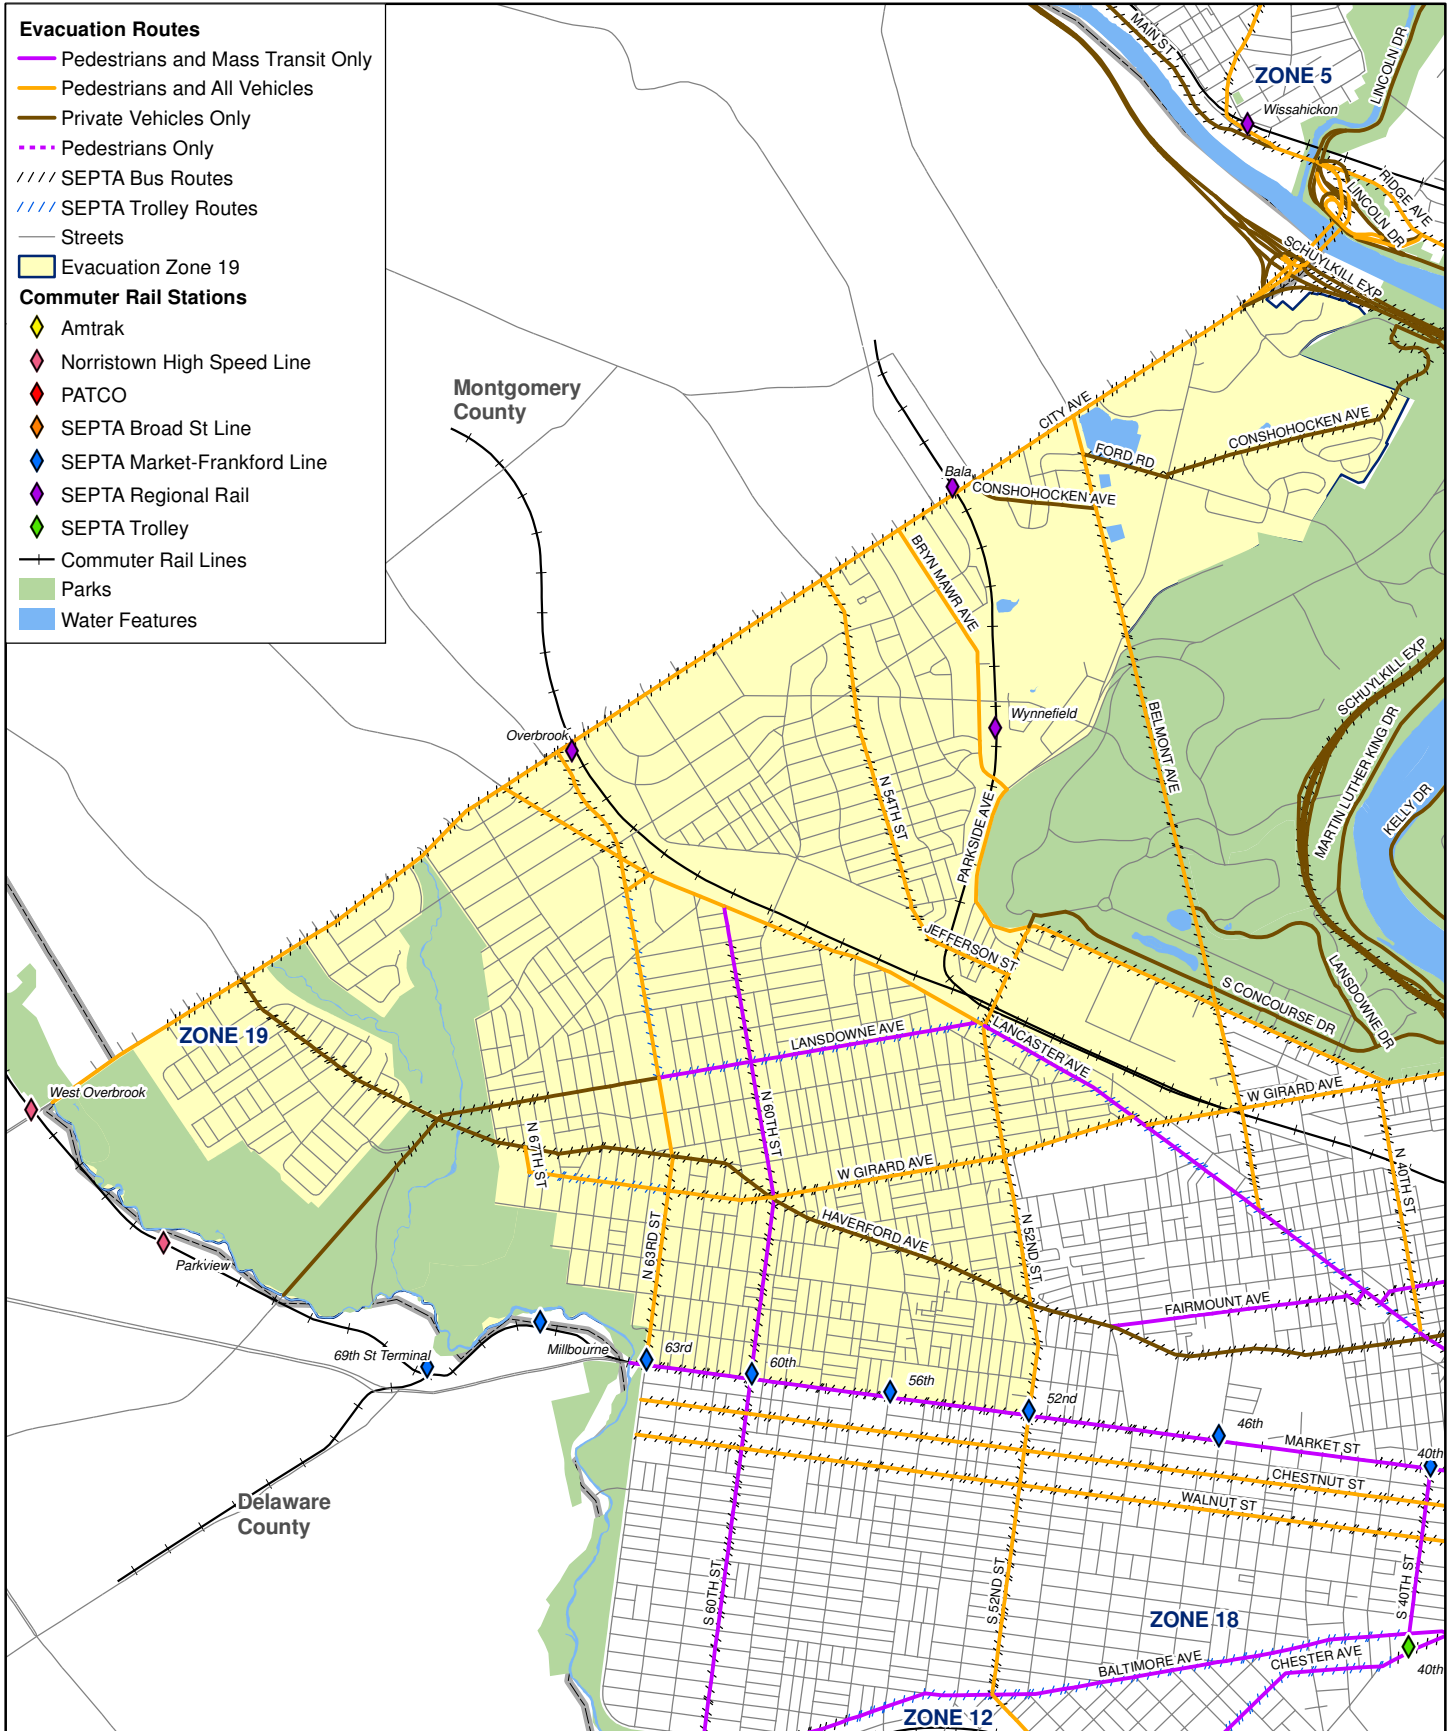 Evacuation Routes
Pedestrians and Mass Transit Only
Pedestrians and All Vehicles
Private Vehicles Only
Pedestrians Only
SEPTA Bus Routes
SEPTA Trolley Routes
Streets
Evacuation Zone 19
Commuter Rail Stations
Amtrak
Norristown High Speed Line
PATCO
SEPTA Broad St Line
SEPTA Market-Frankford Line
SEPTA Regional Rail
SEPTA Trolley
Commuter Rail Lines
Parks
Water Features
MAIN ST
ZONE 5
LINCOLN DR
Wissahickon
RIDGE AVE
LINCOLN DR
SCHUYLKILL EXP
Montgomery
County
CITY AVE
FORD RD
CONSHOHOCKEN AVE
Bala
CONSHOHOCKEN AVE
BRYN MAWR AVE
SCHUYLKILL EXP
Wynnefield
BELMONT AVE
MARTIN LUTHER KING DR
KELLY DR
Overbrook
N 54TH ST
PARKSIDE AVE
JEFFERSON ST
S CONCOURSE DR
LANSDOWNE DR
ZONE 19
LANSDOWNE AVE
LANCASTER AVE
West Overbrook
W GIRARD AVE
N 60TH ST
N 67TH ST
W GIRARD AVE
N 40TH ST
N 63RD ST
HAVERFORD AVE
N 52ND ST
Parkview
FAIRMOUNT AVE
69th St Terminal
Millbourne
63rd
60th
56th
52nd
46th
MARKET ST
40th
CHESTNUT ST
WALNUT ST
Delaware
County
S 60TH ST
S 52ND ST
S 40TH ST
ZONE 18
BALTIMORE AVE
CHESTER AVE
40th
ZONE 12